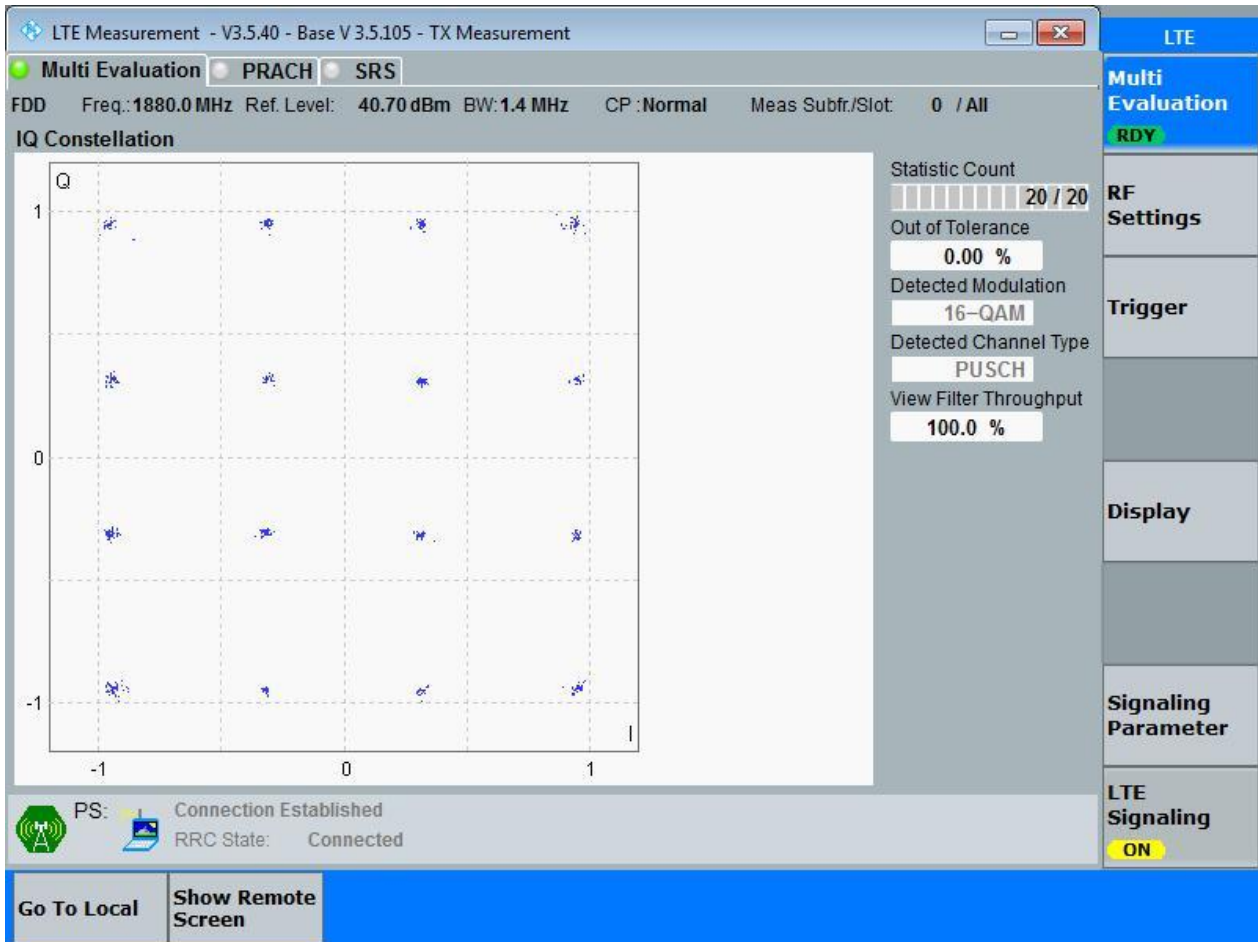 LTE Measurement - V3.5.40 - Base V 3.5.105 - TX Measurement
LTE
Multi Evaluation PRACH SRS
Multi
Evaluation
RDY
FDD Freq.:1880.0 MHz Ref. Level: 40.70 dBm BW:1.4 MHz CP :Normal Meas Subfr./Slot: 0 / All
IQ Constellation
Q
1
0
-1
I
-1 0 1
Statistic Count
20 / 20
Out of Tolerance
0.00 %
Detected Modulation
16-QAM
Detected Channel Type
PUSCH
View Filter Throughput
100.0 %
RF
Settings
Trigger
Display
Signaling
Parameter
LTE
Signaling
ON
PS: Connection Established
RRC State: Connected
Go To Local
Show Remote
Screen